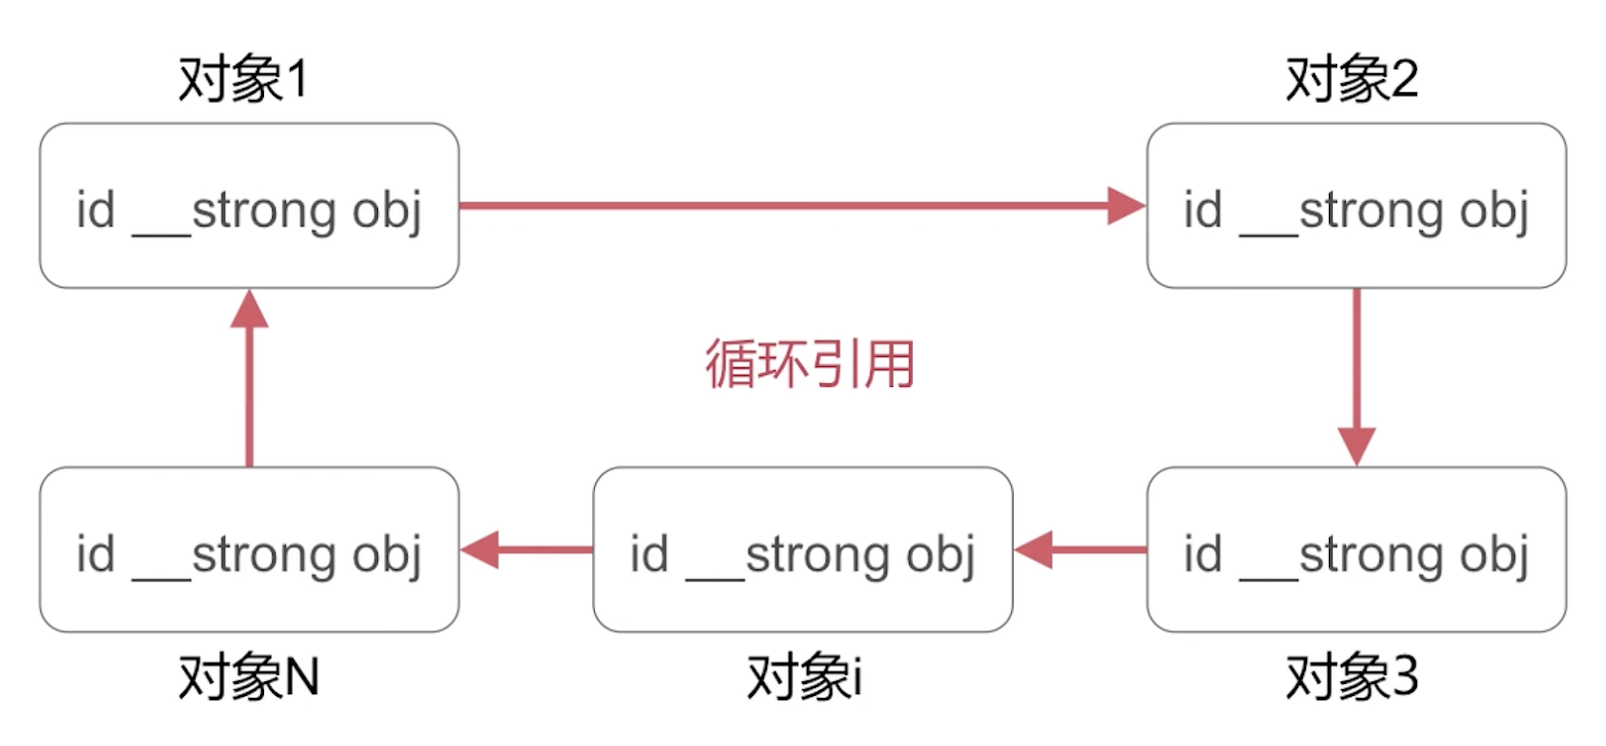 对象1
对象2
id __strong obj
id __strong obj
循环引用
id __strong obj
id __strong obj
id __strong obj
对象N
对象i
对象3